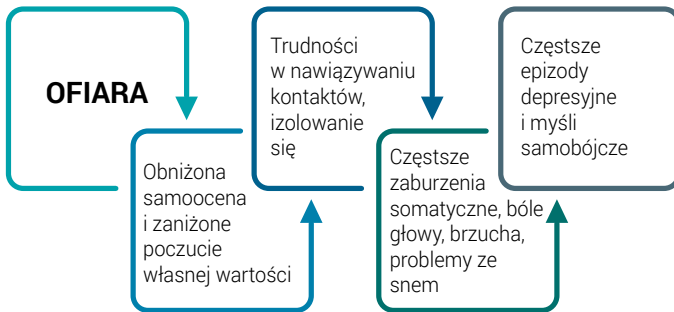 OFIARA
Obniżona
samoocena
i zaniżone
poczucie
własnej wartości
Trudności
w nawiązywaniu
kontaktów,
izolowanie
się
Częstsze
zaburzenia
somatyczne, bóle
głowy, brzucha,
problemy ze
snem
Częstsze
epizody
depresyjne
i myśli
samobójcze